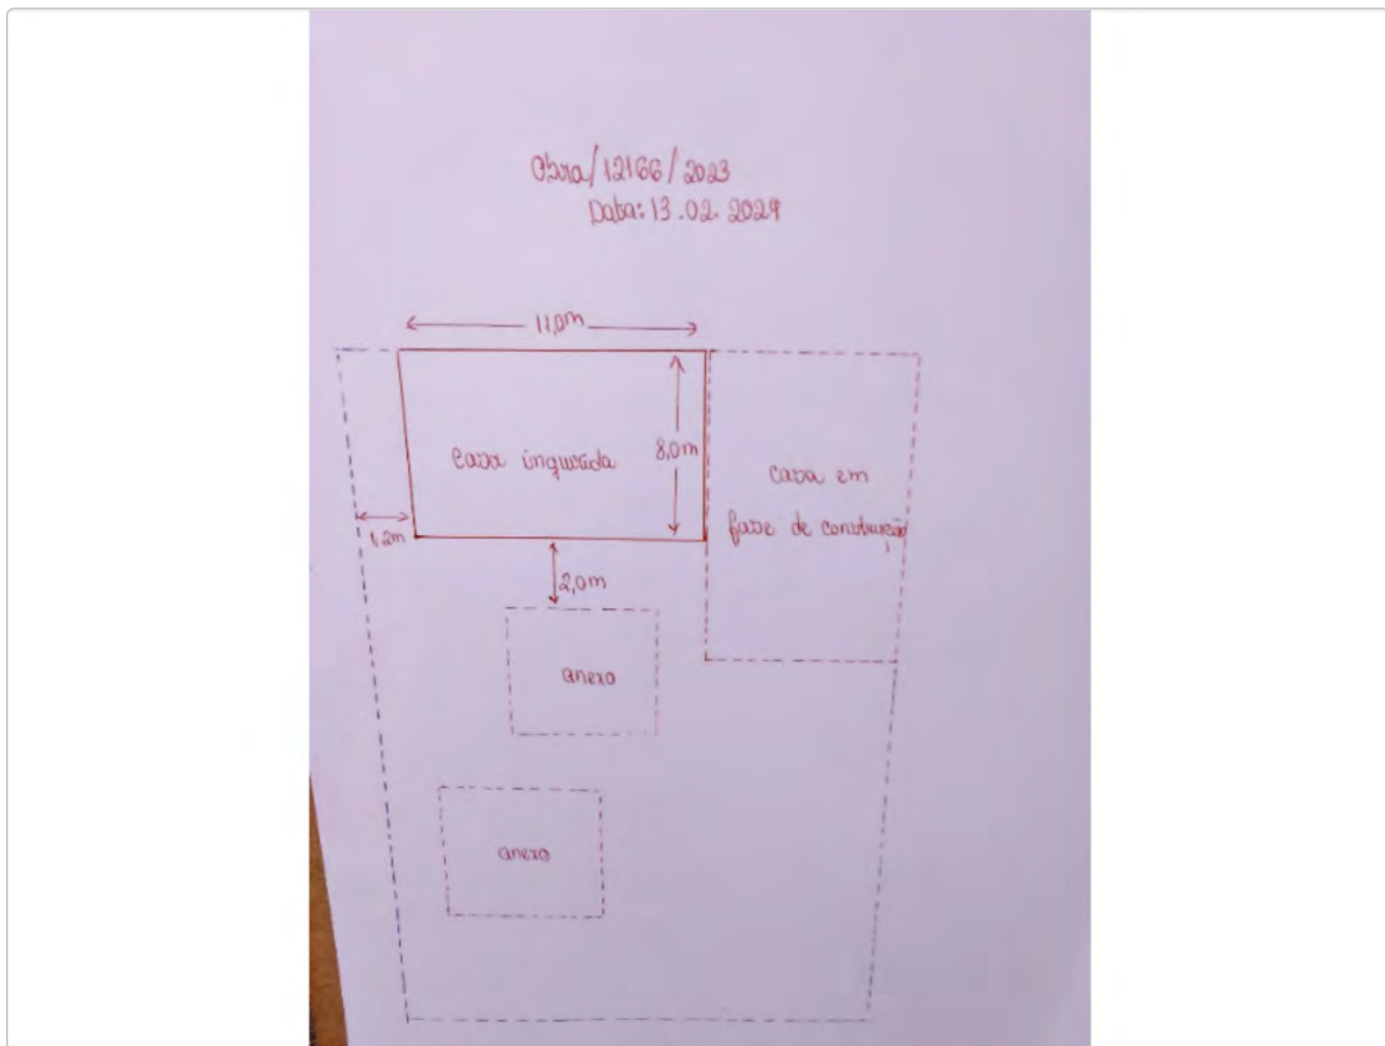 Obra/12166/2023
Data: 13.02.2024
11,0m
casa inquirida
8,0m
casa em
fase de construção
1,2m
2,0m
anexo
anexo